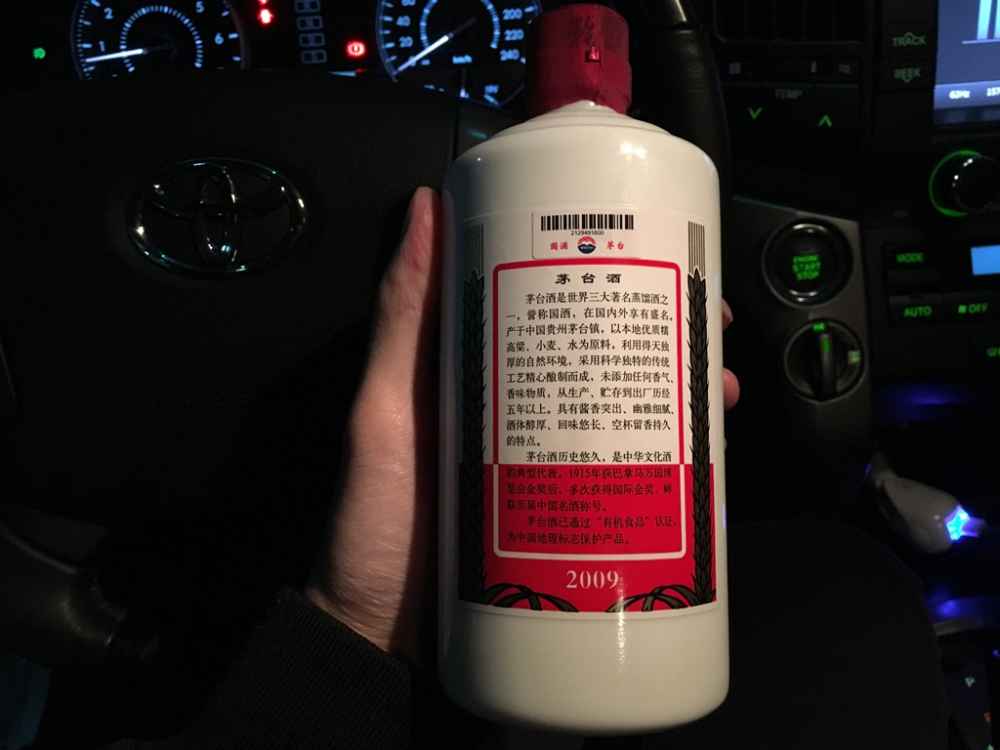 TRACK
SEEK
63Hz
TEMP
ENGINE
START
STOP
MODE
AUTO
OFF
茅台
茅台酒
茅台酒是世界三大著名蒸馏酒之
一，誉称国酒，在国内外享有盛名，
产于中国贵州茅台镇，以本地优质糯
高粱、小麦、水为原料，利用得天独
厚的自然环境，采用科学独特的传统
工艺精心酿制而成，未添加任何香气、
香味物质，从生产、贮存到出厂历经
五年以上。具有酱香突出、幽雅细腻、
酒体醇厚、回味悠长、空杯留香持久
的特点。
茅台酒历史悠久，是中华文化酒
的典型代表，1915年获巴拿马万国博
览会金奖后，多次获得国际金奖，蝉
联历届中国名酒称号。
茅台酒已通过“有机食品”认证，
为中国地理标志保护产品。
2009